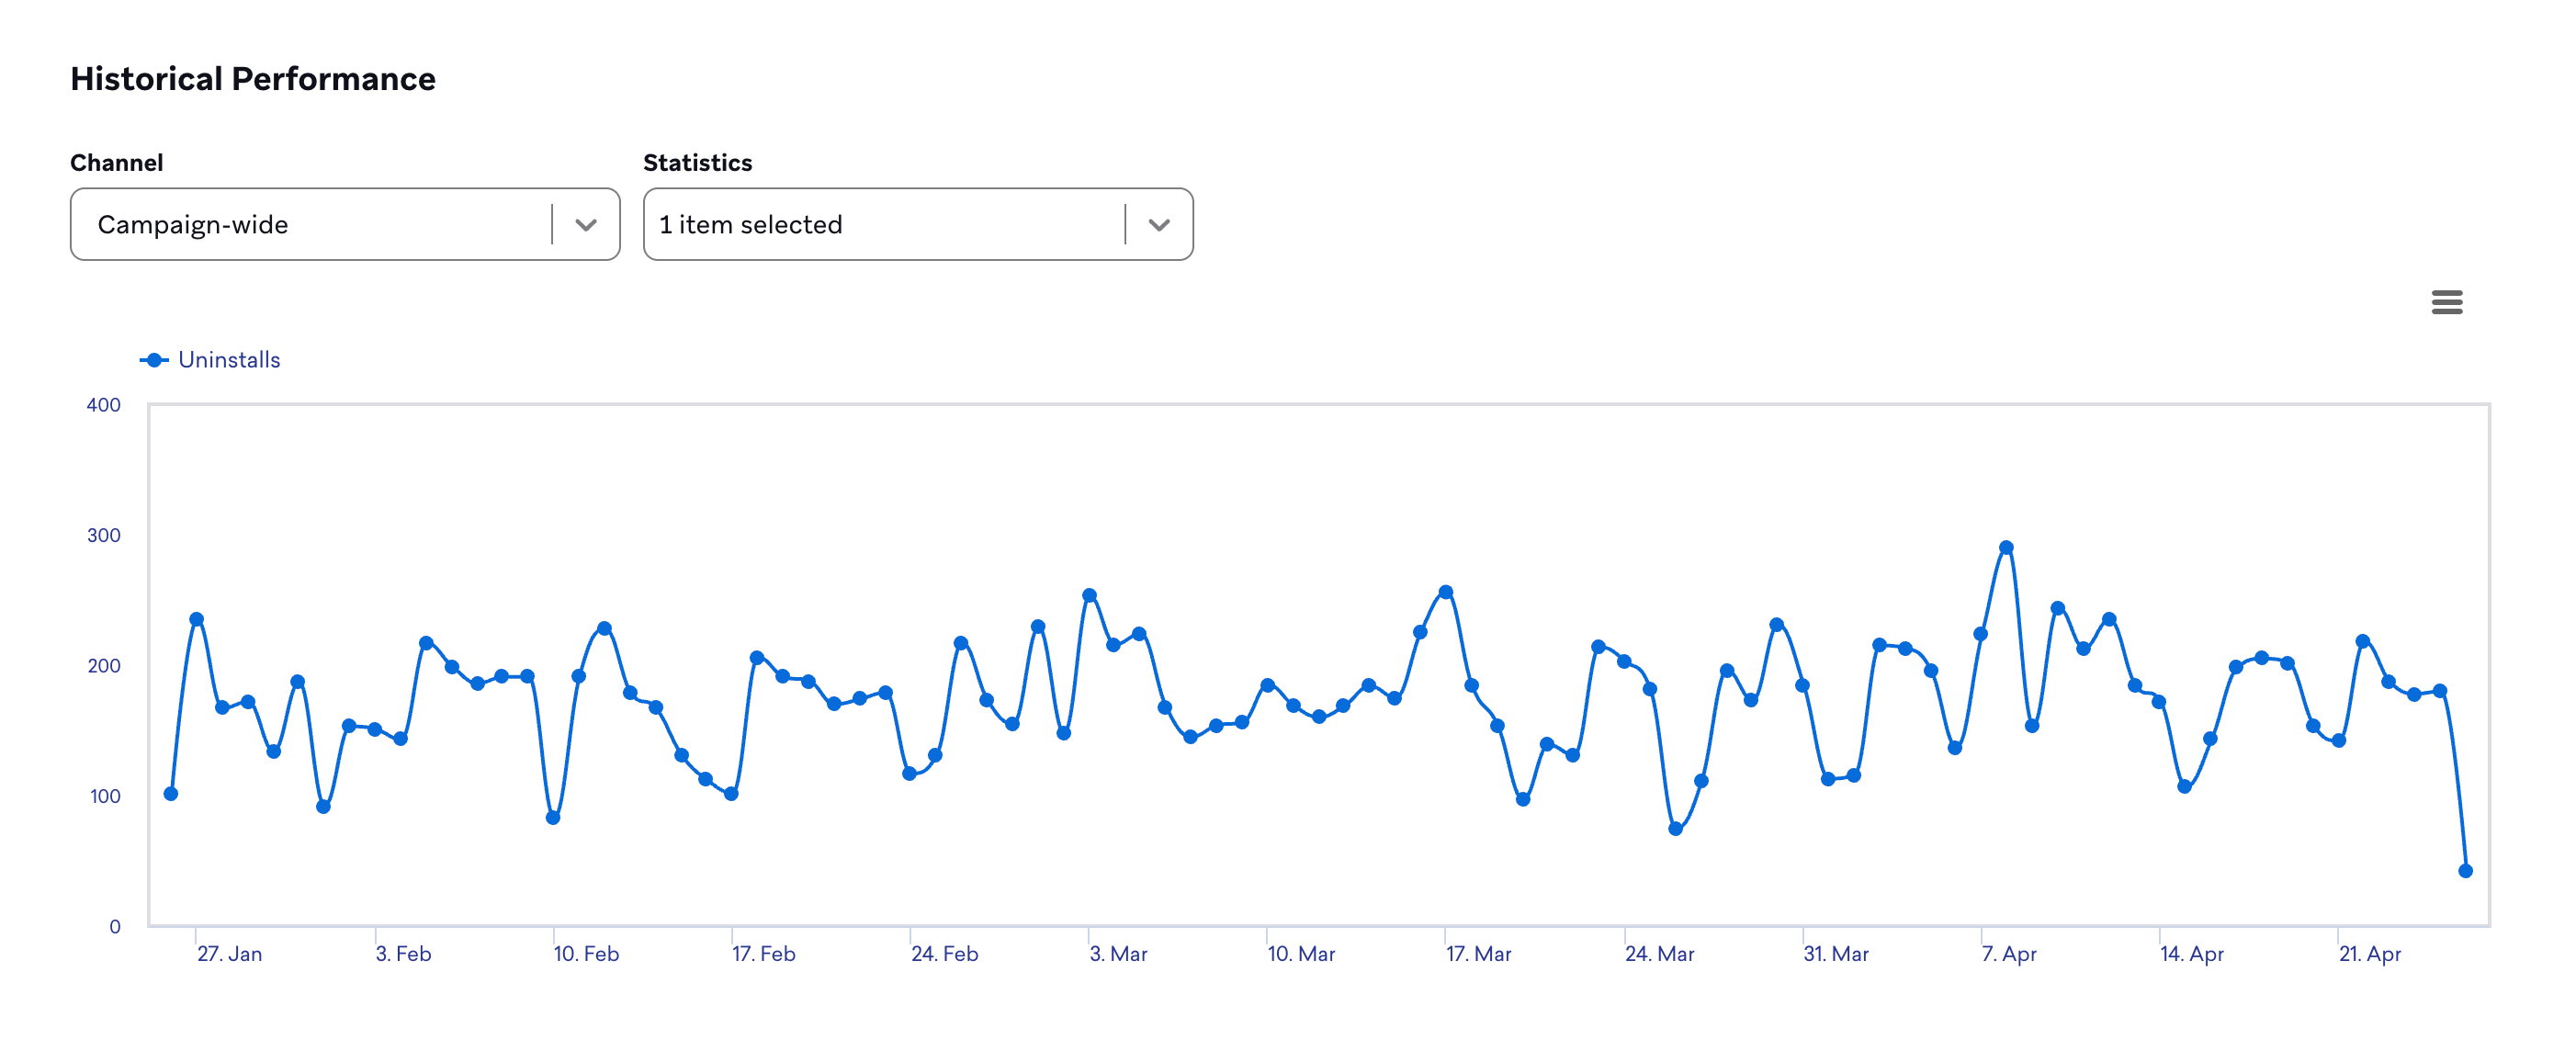 Historical Performance
Channel
Statistics
Campaign-wide
1 item selected
Uninstalls
400
300
200
100
0
27. Jan
3. Feb
10. Feb
17. Feb
24. Feb
3. Mar
10. Mar
17. Mar
24. Mar
31. Mar
7. Apr
14. Apr
21. Apr